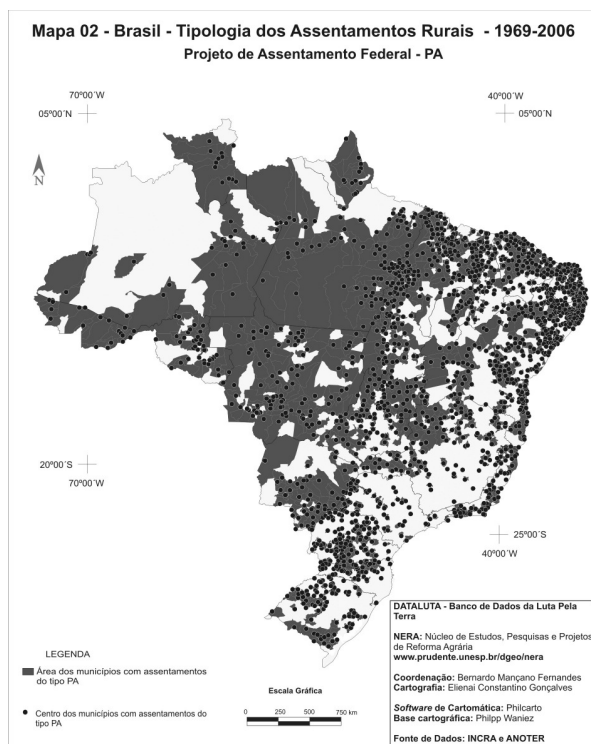 Mapa 02 - Brasil - Tipologia dos Assentamentos Rurais - 1969-2006
Projeto de Assentamento Federal - PA
70º00´W
05º00´N
40º00´W
05º00´N
N
20º00´S
70º00´W
25º00´S
40º00´W
LEGENDA
Área dos municípios com assentamentos
do tipo PA
Centro dos municípios com assentamentos do
tipo PA
Escala Gráfica
0 250 500 750 km
DATALUTA - Banco de Dados da Luta Pela
Terra
NERA: Núcleo de Estudos, Pesquisas e Projetos
de Reforma Agrária
www.prudente.unesp.br/dgeo/nera
Coordenação: Bernardo Mançano Fernandes
Cartografia: Elienai Constantino Gonçalves
Software de Cartomática: Philcarto
Base cartográfica: Philpp Waniez
Fonte de Dados: INCRA e ANOTER